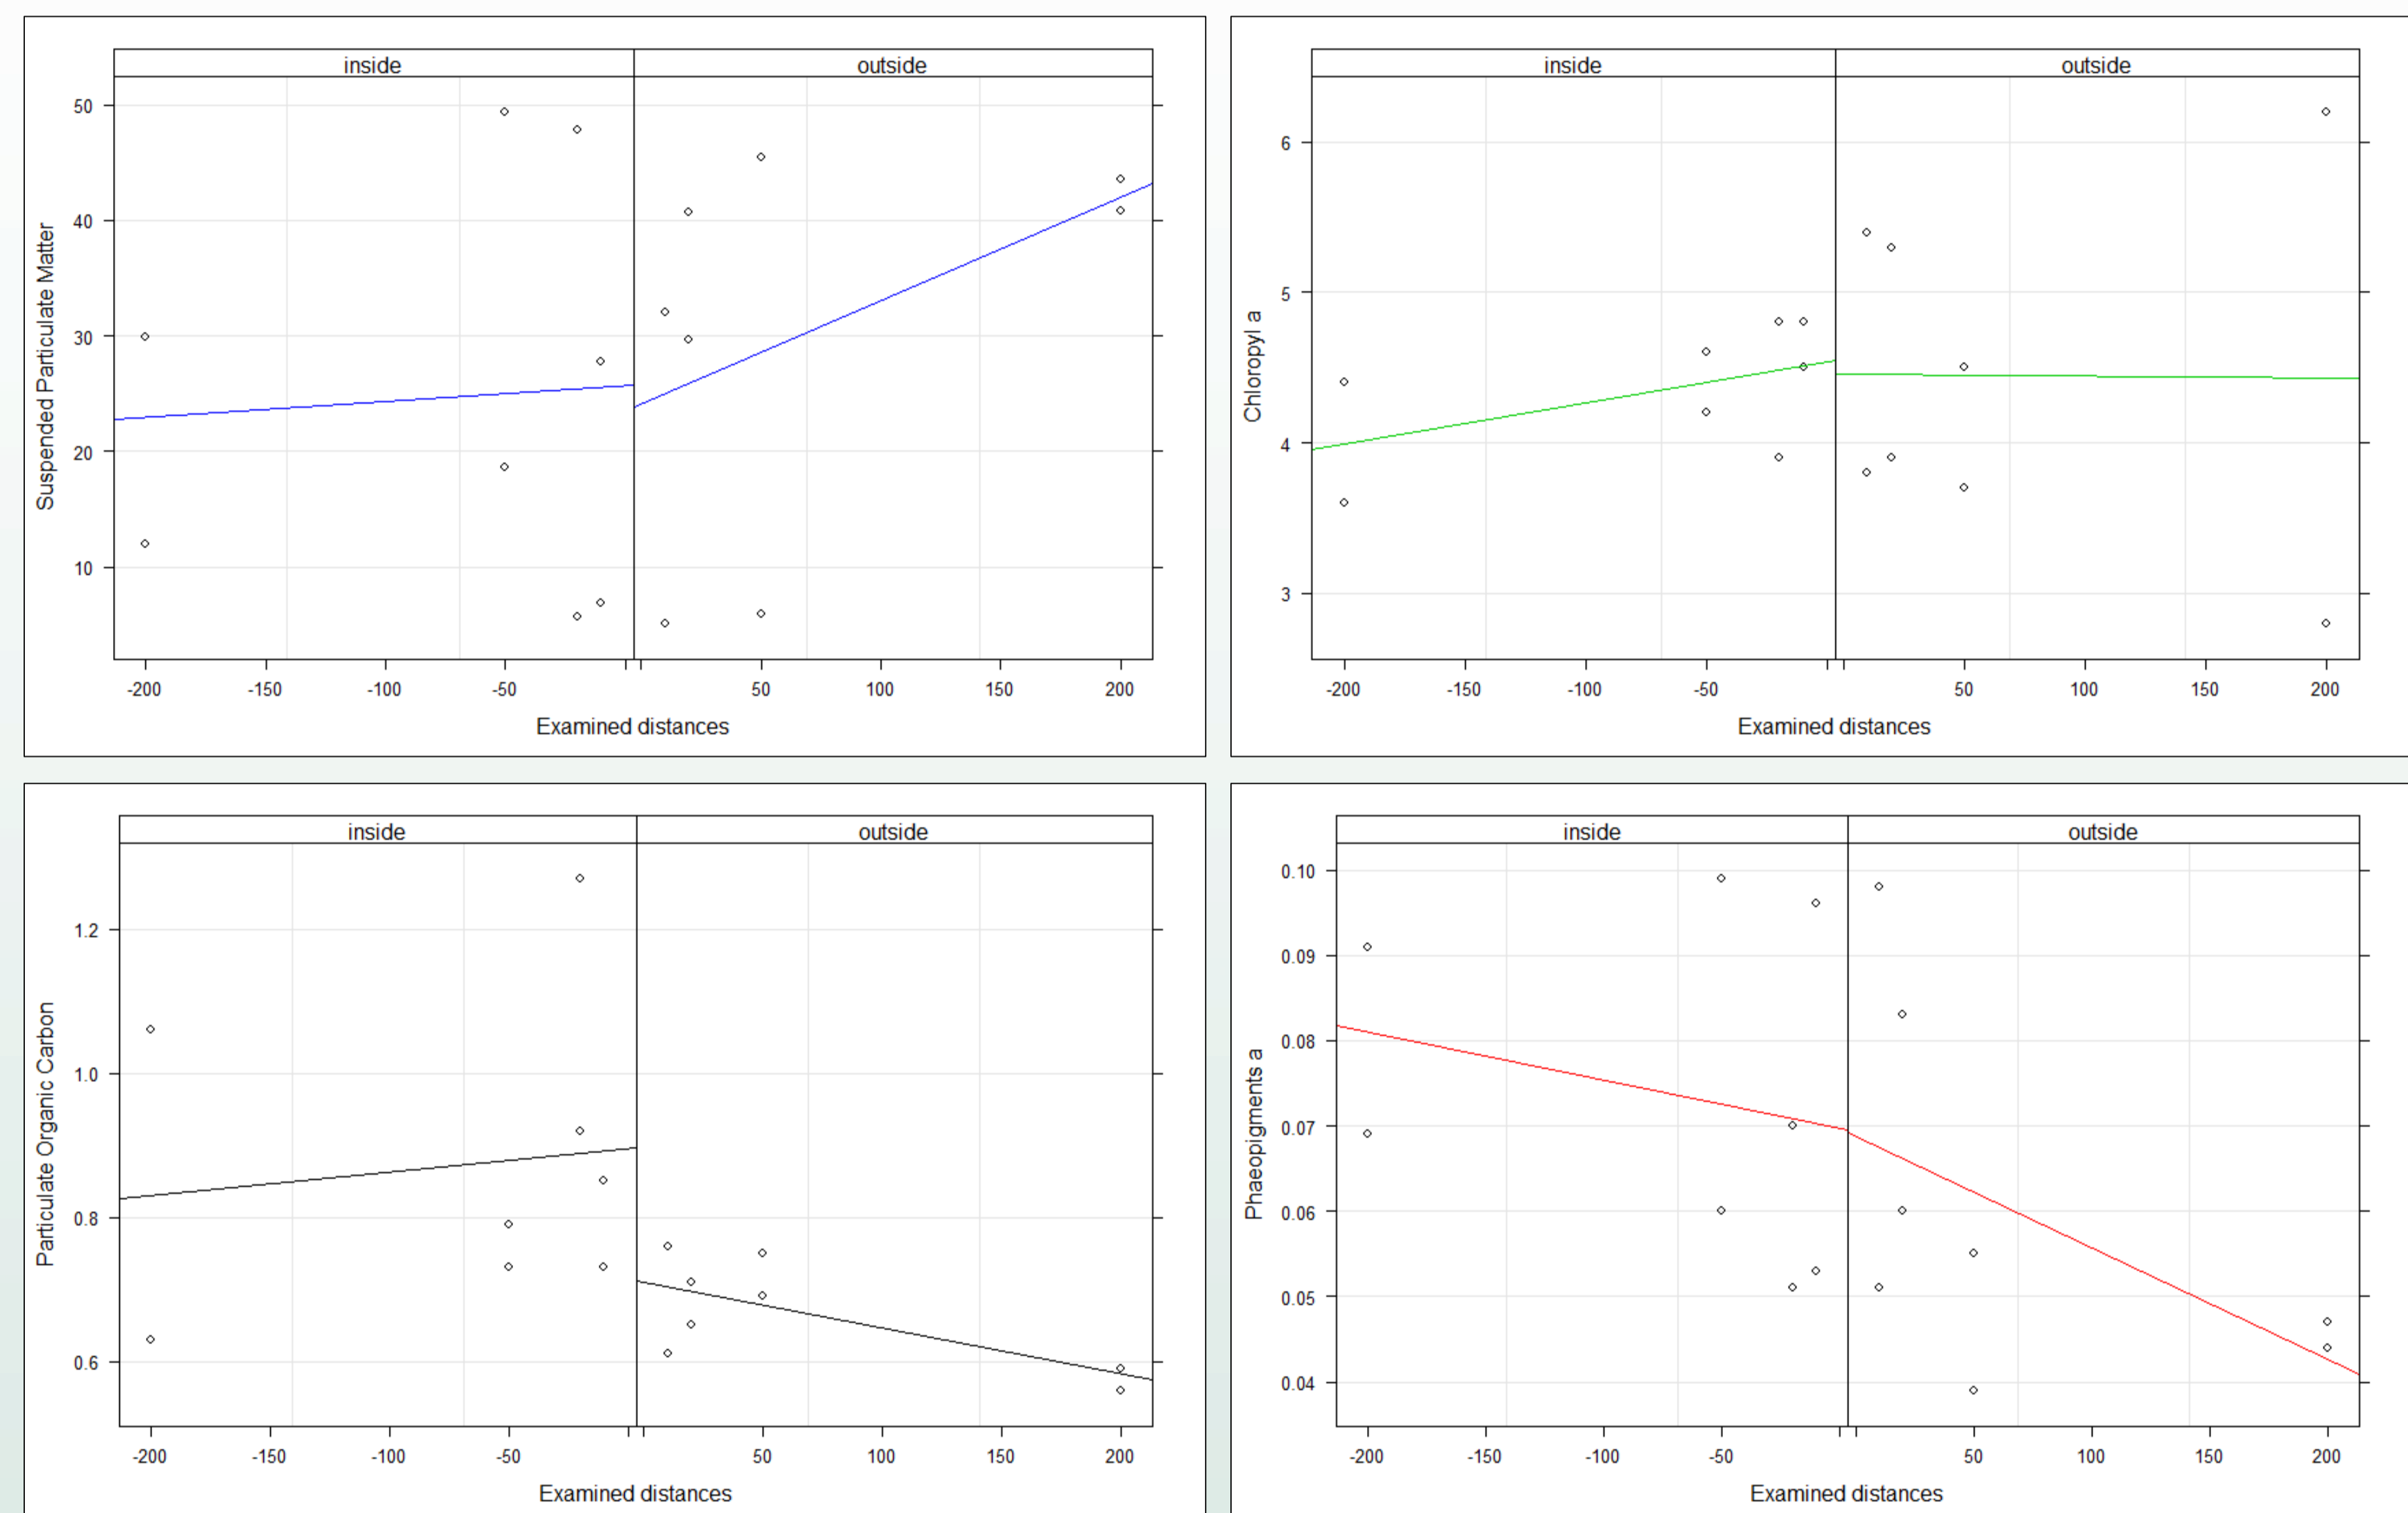 inside outside
50
40
30
20
10
Suspended Particulate Matter
-200 -150 -100 -50 50 100 150 200
Examined distances
inside outside
6
5
4
3
Chloropyl a
-200 -150 -100 -50 50 100 150 200
Examined distances
inside outside
1.2
1.0
0.8
0.6
Particulate Organic Carbon
-200 -150 -100 -50 50 100 150 200
Examined distances
inside outside
0.10
0.09
0.08
0.07
0.06
0.05
0.04
Phaeopigments a
-200 -150 -100 -50 50 100 150 200
Examined distances